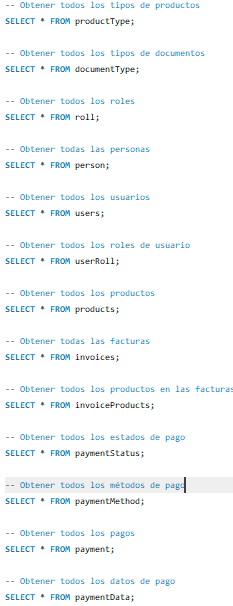 -- Obtener todos los tipos de productos
SELECT * FROM productType;
-- Obtener todos los tipos de documentos
SELECT * FROM documentType;
-- Obtener todos los roles
SELECT * FROM roll;
-- Obtener todas las personas
SELECT * FROM person;
-- Obtener todos los usuarios
SELECT * FROM users;
-- Obtener todos los roles de usuario
SELECT * FROM userRoll;
-- Obtener todos los productos
SELECT * FROM products;
-- Obtener todas las facturas
SELECT * FROM invoices;
-- Obtener todos los productos en las facturas
SELECT * FROM invoiceProducts;
-- Obtener todos los estados de pago
SELECT * FROM paymentStatus;
-- Obtener todos los métodos de pago
SELECT * FROM paymentMethod;
-- Obtener todos los pagos
SELECT * FROM payment;
-- Obtener todos los datos de pago
SELECT * FROM paymentData;